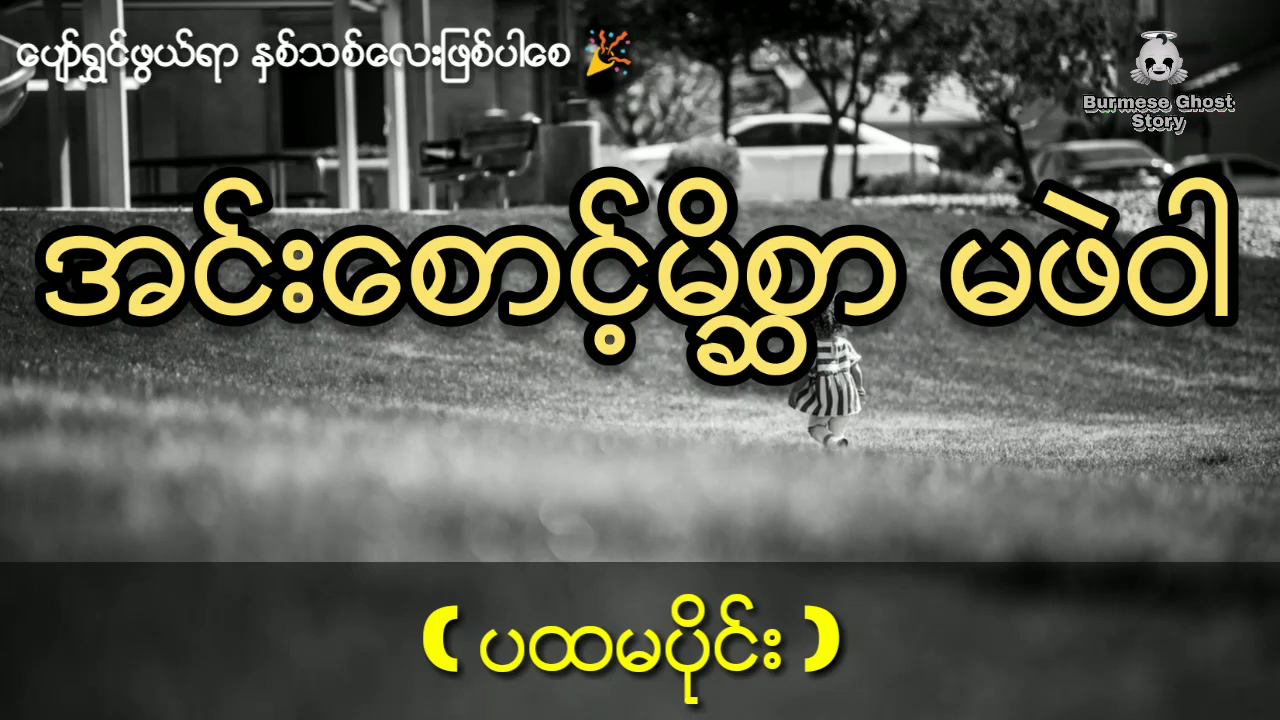 ပျော်ရွှင်ဖွယ်ရာ နှစ်သစ်လေးဖြစ်ပါစေ 🎉
Burmese Ghost
Story
အင်းစောင့်မိစ္ဆာ မဖဲဝါ
( ပထမပိုင်း )